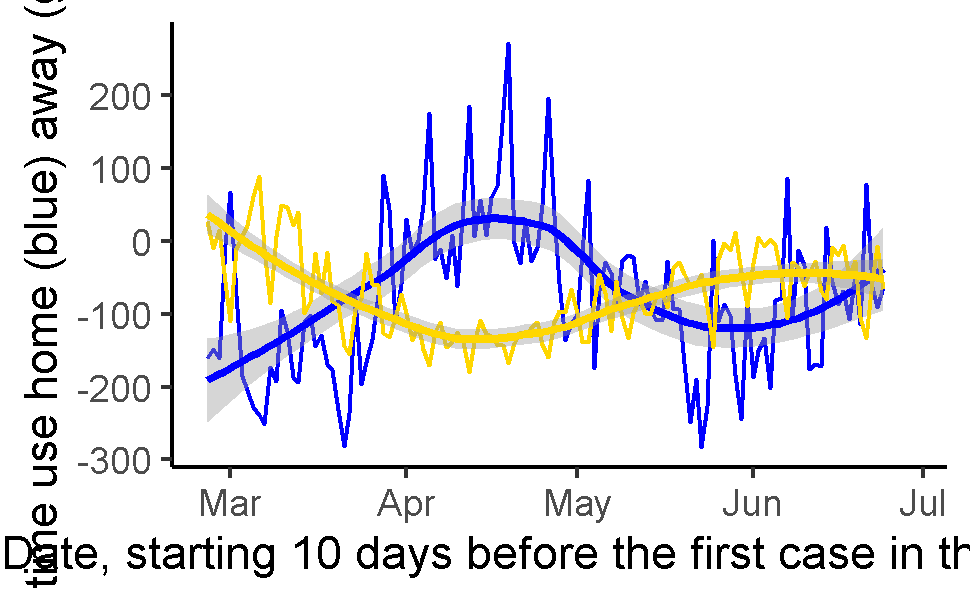 time use home (blue) away (
200
100
0
-100
-200
-300
Mar Apr May Jun Jul
Date, starting 10 days before the first case in th